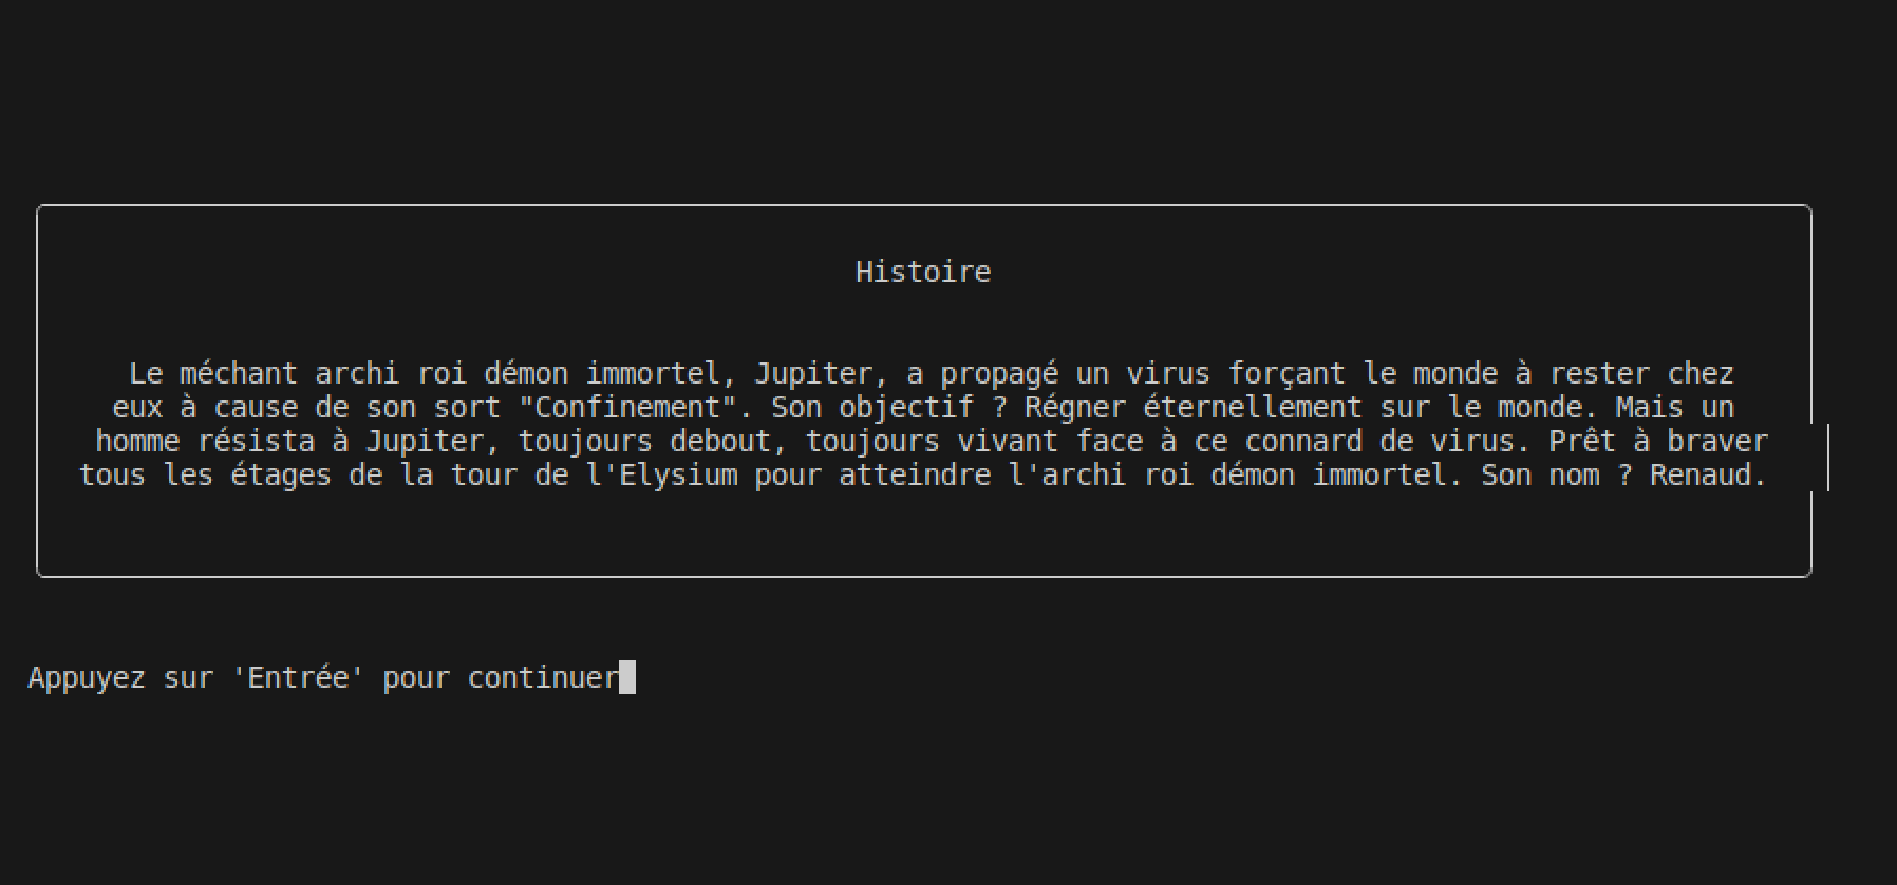 Histoire
Le méchant archi roi démon immortel, Jupiter, a propagé un virus forçant le monde à rester chez
eux à cause de son sort "Confinement". Son objectif ? Régner éternellement sur le monde. Mais un
homme résista à Jupiter, toujours debout, toujours vivant face à ce connard de virus. Prêt à braver
tous les étages de la tour de l'Elysium pour atteindre l'archi roi démon immortel. Son nom ? Renaud.
Appuyez sur 'Entrée' pour continuer